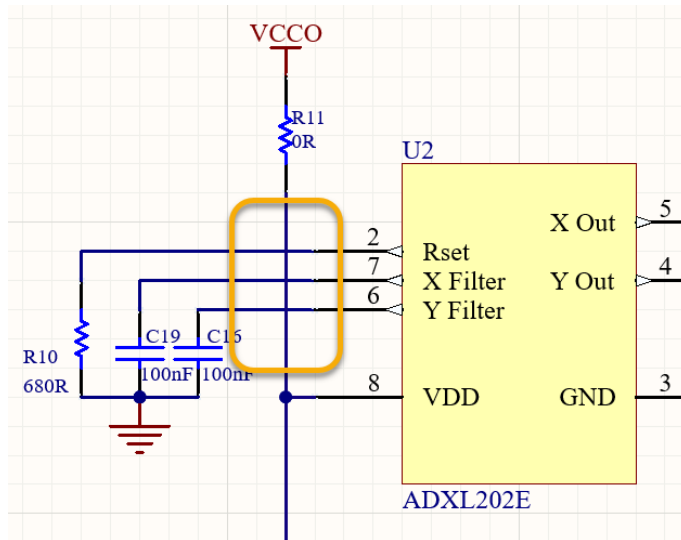 VCCO
R11
0R
U2
5
X Out
2
Rset
7
4
X Filter
Y Out
6
Y Filter
C19
C16
R10
100nF
100nF
680R
8
3
VDD
GND
ADXL202E